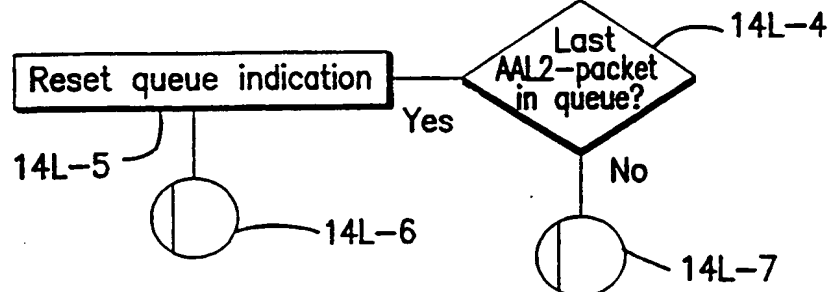 14L-4
Last
AAL2-packet
in queue?
Reset queue indication
Yes
14L-5
No
14L-6
14L-7